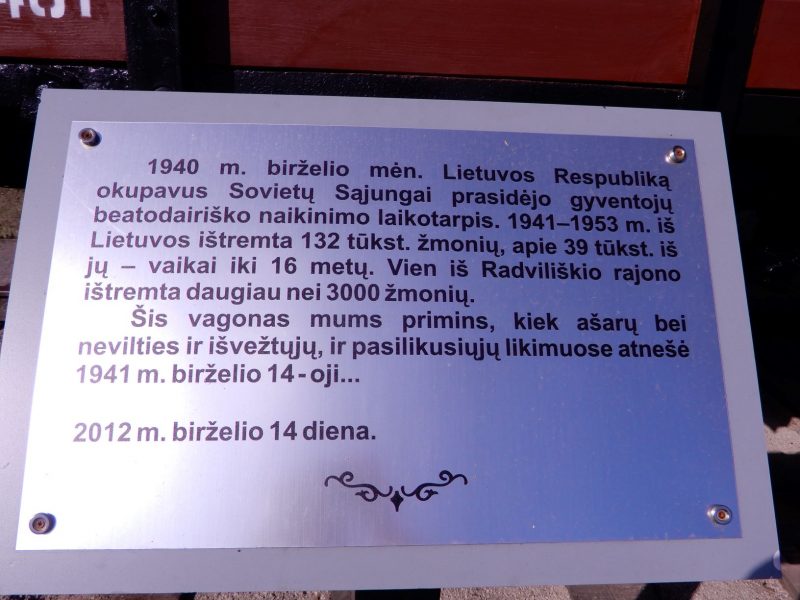 1940 m. birželio mėn. Lietuvos Respubliką
okupavus Sovietų Sąjungai prasidėjo gyventojų
beatodairiško naikinimo laikotarpis. 1941–1953 m. iš
Lietuvos ištremta 132 tūkst. žmonių, apie 39 tūkst. iš
jų – vaikai iki 16 metų. Vien iš Radviliškio rajono
ištremta daugiau nei 3000 žmonių.
Šis vagonas mums primins, kiek ašarų bei
nevilties ir išvežtųjų, ir pasilikusiųjų likimuose atnešė
1941 m. birželio 14-oji...
2012 m. birželio 14 diena.